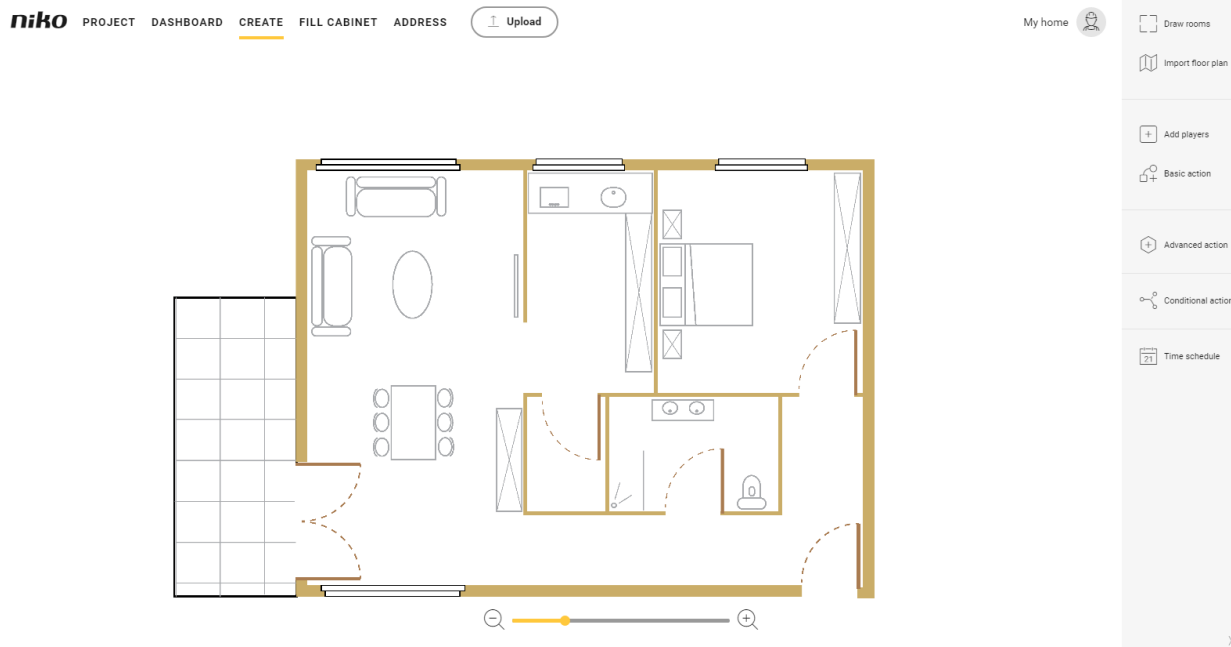 niko PROJECT DASHBOARD CREATE FILL CABINET ADDRESS Upload My home
Draw rooms
Import floor plan
Add players
Basic action
Advanced action
Conditional action
21 Time schedule